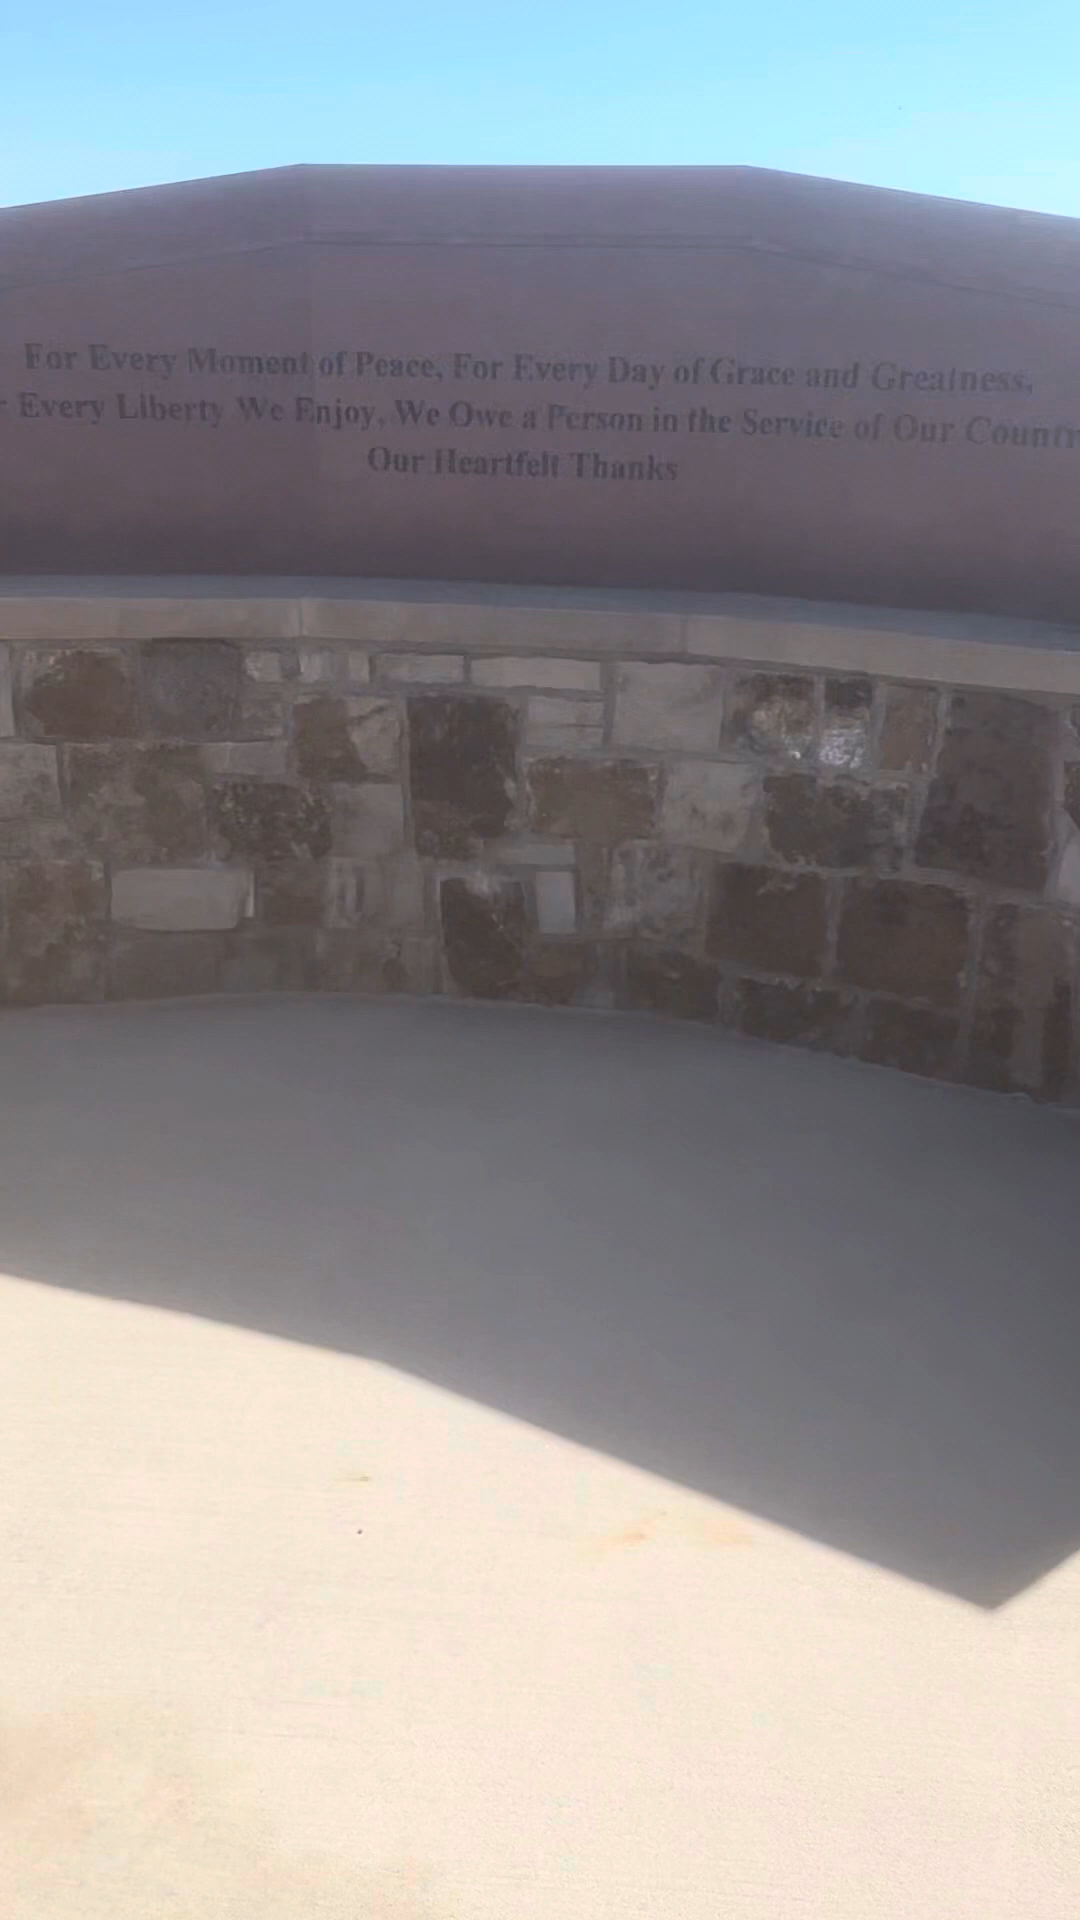 For Every Moment of Peace, For Every Day of Grace and Greatness,
r Every Liberty We Enjoy, We Owe a Person in the Service of Our Countr
Our Heartfelt Thanks